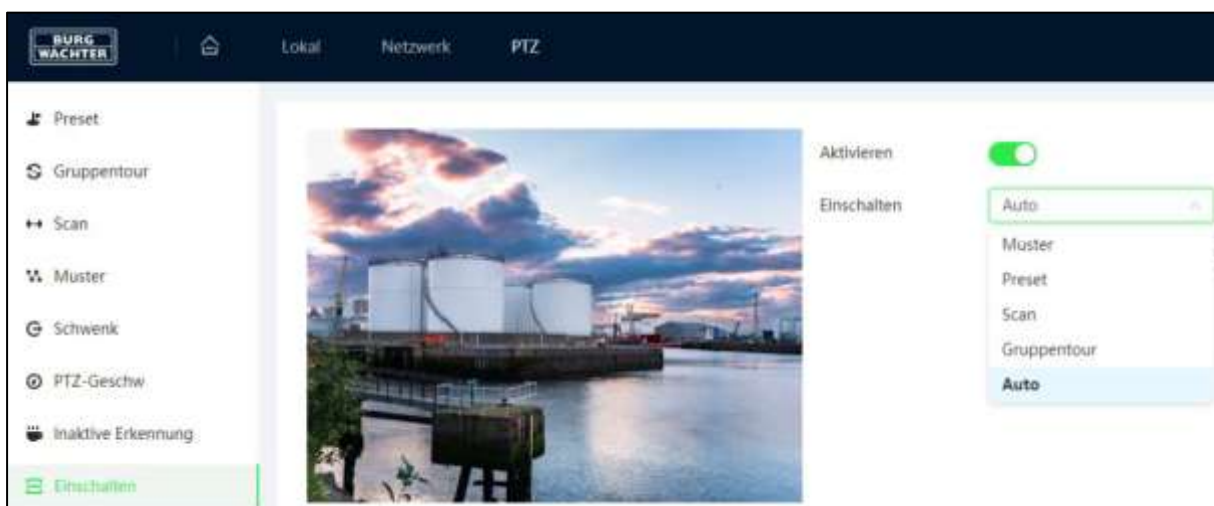 BURG
WÄCHTER
Lokal Netzwerk PTZ
Preset
Gruppentour
Scan
Muster
Schwenk
PTZ-Geschw
Inaktive Erkennung
Einschalten
Aktivieren
Einschalten Auto
Muster
Preset
Scan
Gruppentour
Auto